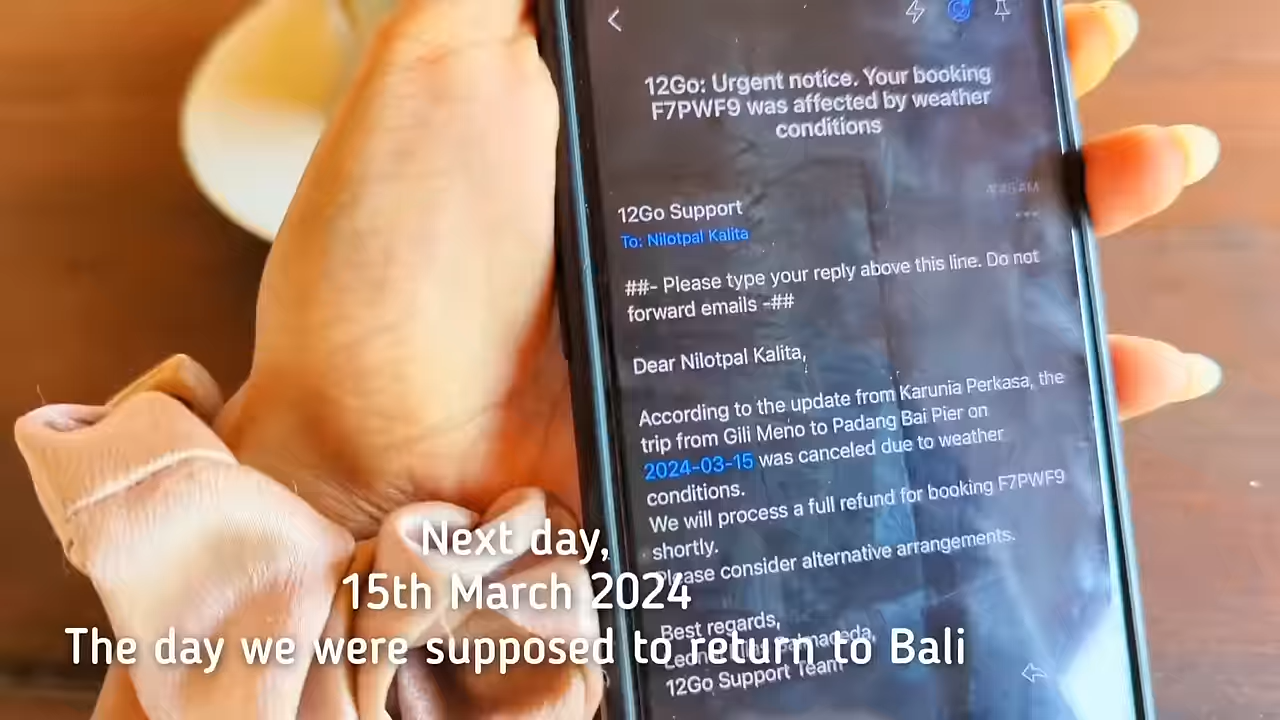 12Go: Urgent notice. Your booking
F7PWF9 was affected by weather
conditions
12Go Support
To: Nilotpal Kalita
##- Please type your reply above this line. Do not
forward emails -##
Dear Nilotpal Kalita,
According to the update from Karunia Perkasa, the
trip from Gili Meno to Padang Bai Pier on
2024-03-15 was canceled due to weather
conditions.
We will process a full refund for booking F7PWF9
shortly.
Please consider alternative arrangements.
Best regards,
12Go Support Team
Next day,
15th March 2024
The day we were supposed to return to Bali